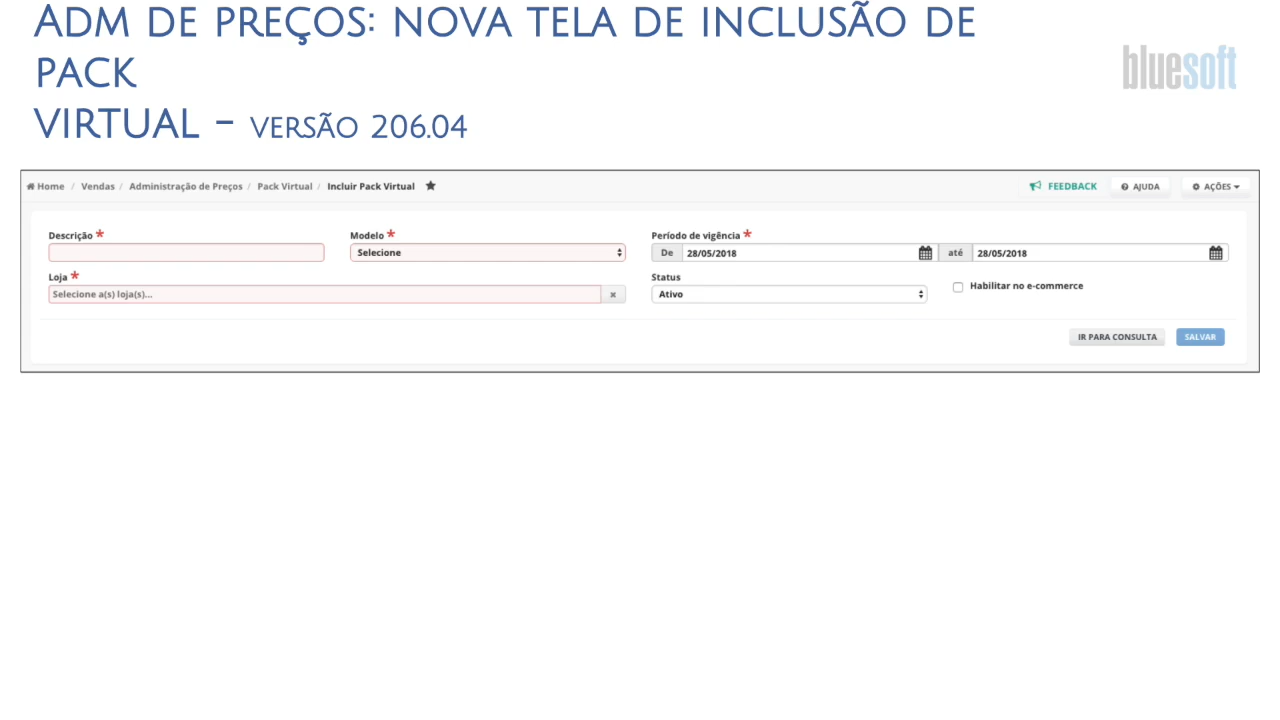 ADM DE PREÇOS: NOVA TELA DE INCLUSÃO DE
PACK
VIRTUAL - VERSÃO 206.04
bluesoft
Home / Vendas / Administração de Preços / Pack Virtual / Incluir Pack Virtual ★
FEEDBACK AJUDA AÇÕES
Descrição * Modelo * Período de vigência *
Selecione De 28/05/2018 até 28/05/2018
Loja * Status
Selecione a(s) loja(s)... × Ativo Habilitar no e-commerce
IR PARA CONSULTA SALVAR